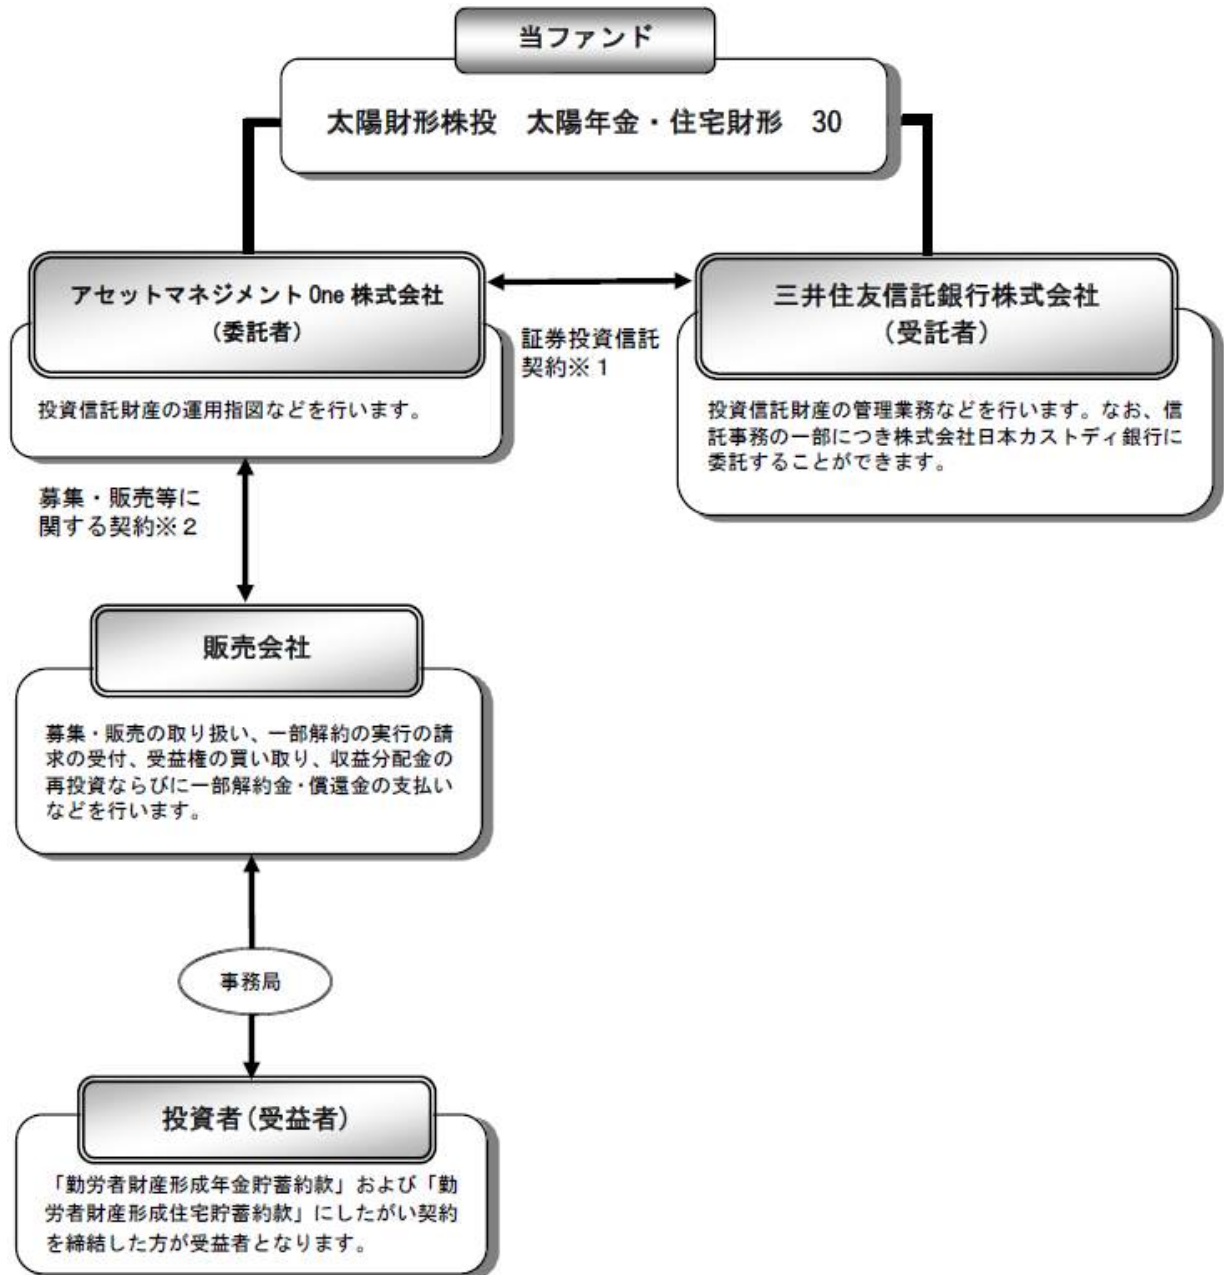 当ファンド
太陽財形株投　太陽年金・住宅財形　30
アセットマネジメント One 株式会社
（委託者）
投資信託財産の運用指図などを行います。
証券投資信託
契約※１
三井住友信託銀行株式会社
（受託者）
投資信託財産の管理業務などを行います。なお、信
託事務の一部につき株式会社日本カストディ銀行に
委託することができます。
募集・販売等に
関する契約※２
販売会社
募集・販売の取り扱い、一部解約の実行の請
求の受付、受益権の買い取り、収益分配金の
再投資ならびに一部解約金・償還金の支払い
などを行います。
事務局
投資者（受益者）
「勤労者財産形成年金貯蓄約款」および「勤
労者財産形成住宅貯蓄約款」にしたがい契約
を締結した方が受益者となります。